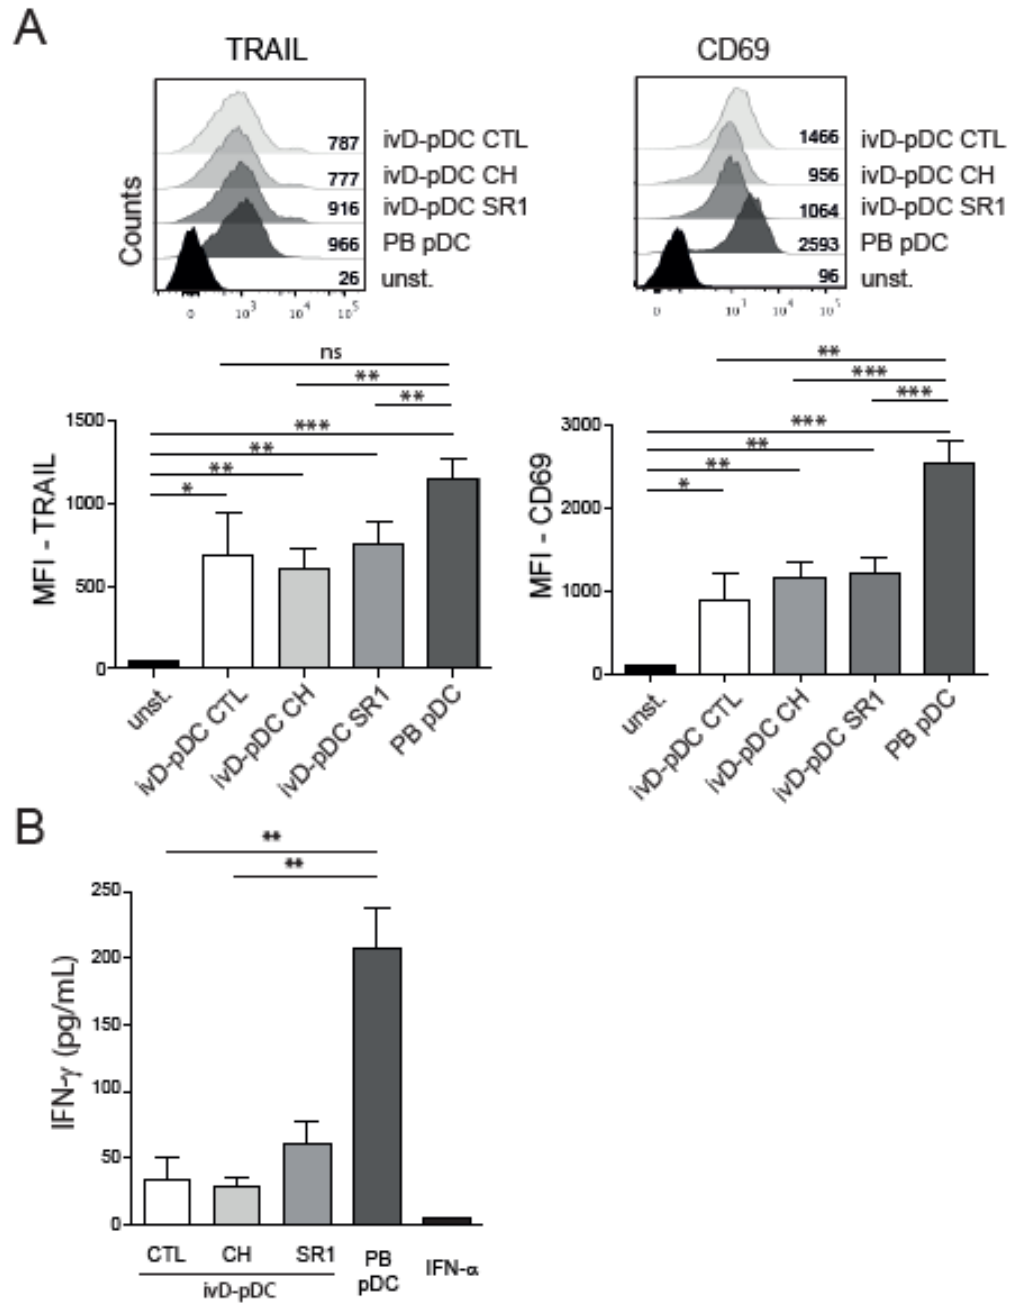 A
TRAIL
CD69
Counts
787 ivD-pDC CTL
777 ivD-pDC CH
916 ivD-pDC SR1
966 PB pDC
26 unst.
0 10³ 10⁴ 10⁵
1466 ivD-pDC CTL
956 ivD-pDC CH
1064 ivD-pDC SR1
2593 PB pDC
96 unst.
0 10³ 10⁴ 10⁵
MFI - TRAIL
ns
**
**
***
**
**
*
1500
1000
500
0
unst.
ivD-pDC CTL
ivD-pDC CH
ivD-pDC SR1
PB pDC
MFI - CD69
**
***
***
***
**
**
*
3000
2000
1000
0
unst.
ivD-pDC CTL
ivD-pDC CH
ivD-pDC SR1
PB pDC
B
**
**
IFN-γ (pg/mL)
250
200
150
100
50
0
CTL CH SR1 PB pDC IFN-α
ivD-pDC